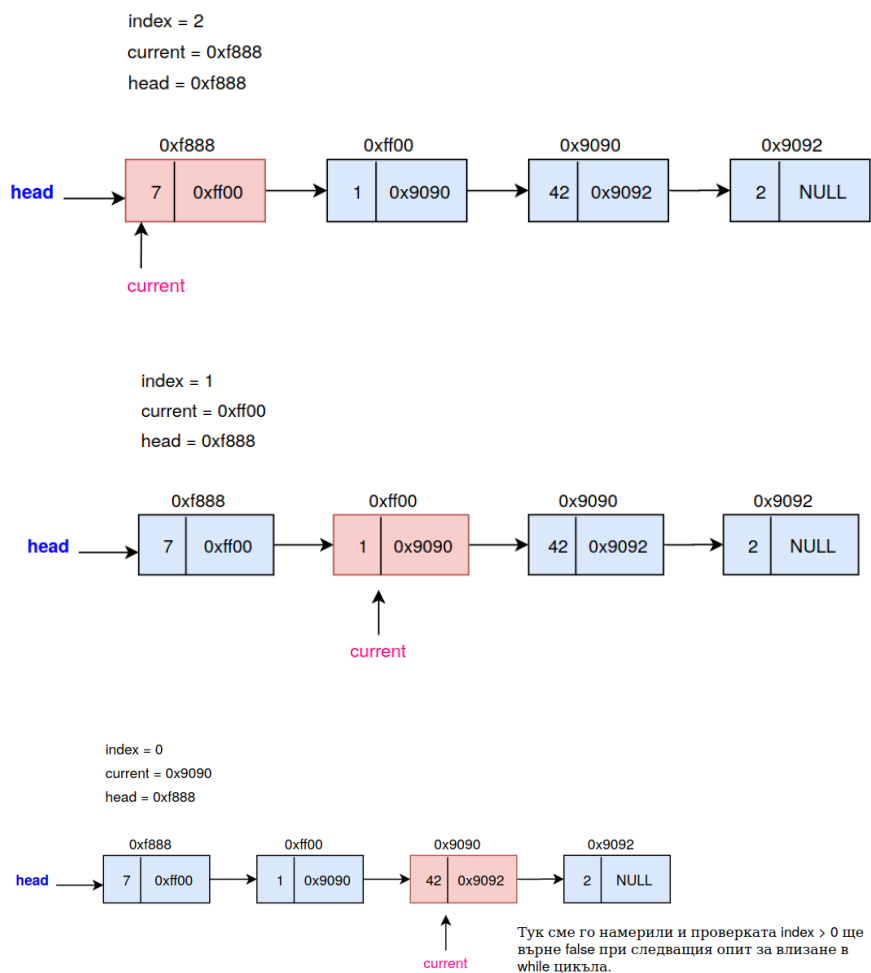 index = 2
current = 0xf888
head = 0xf888
0xf888 0xff00 0x9090 0x9092
head 7 0xff00 1 0x9090 42 0x9092 2 NULL
current
index = 1
current = 0xff00
head = 0xf888
0xf888 0xff00 0x9090 0x9092
head 7 0xff00 1 0x9090 42 0x9092 2 NULL
current
index = 0
current = 0x9090
head = 0xf888
0xf888 0xff00 0x9090 0x9092
head 7 0xff00 1 0x9090 42 0x9092 2 NULL
current
Тук сме го намерили и проверката index > 0 ще
върне false при следващия опит за влизане в
while цикъла.